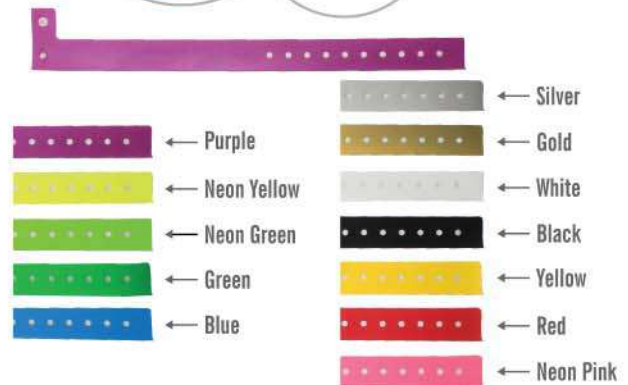 Purple
Neon Yellow
Neon Green
Green
Blue
Silver
Gold
White
Black
Yellow
Red
Neon Pink